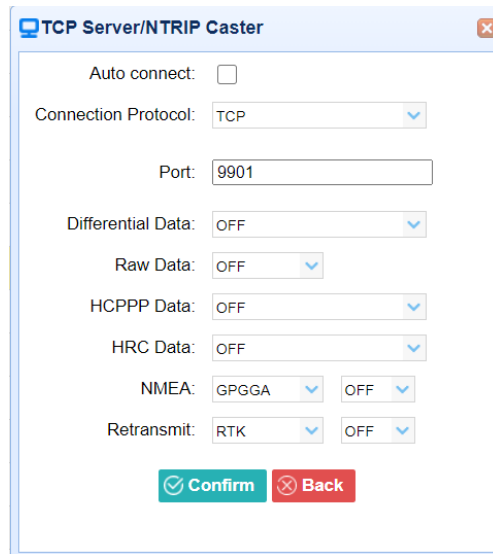 TCP Server/NTRIP Caster
Auto connect:
Connection Protocol: TCP
Port: 9901
Differential Data: OFF
Raw Data: OFF
HCPPP Data: OFF
HRC Data: OFF
NMEA: GPGGA OFF
Retransmit: RTK OFF
Confirm Back